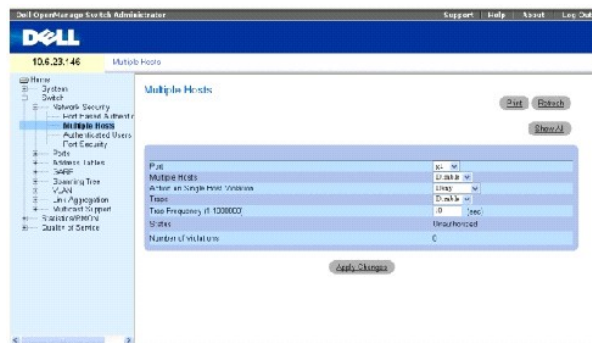 Dell OpenManage Switch Administrator
Support Help About Log Out
DELL
10.6.23.146 Multiple Hosts
Home
System
Switch
Network Security
Port Based Authentic
Multiple Hosts
Authenticated Users
Port Security
Ports
Address Tables
GARP
Spanning Tree
VLAN
Link Aggregation
Multicast Support
Statistics/RMON
Quality of Service
Multiple Hosts
Print Refresh
Show All
Port
Multiple Hosts Disable
Action on Single Host Violation
Traps Disable
Trap Frequency (1-1000000) 10 (sec)
Status Unauthorized
Number of Violations 0
Apply Changes